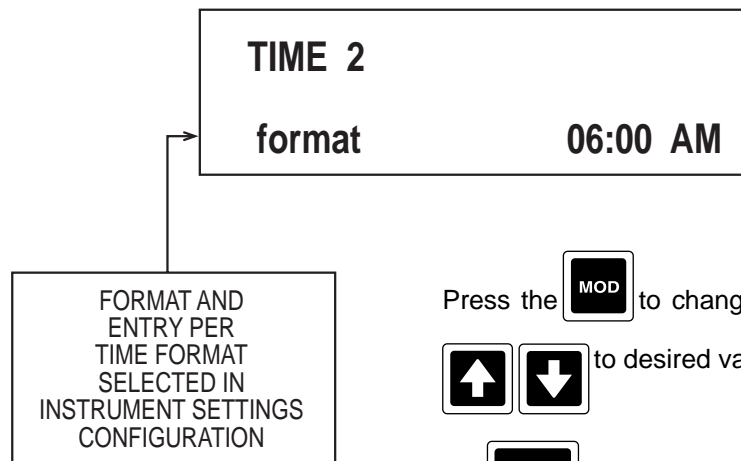 TIME 2
format 06:00 AM
FORMAT AND
ENTRY PER
TIME FORMAT
SELECTED IN
INSTRUMENT SETTINGS
CONFIGURATION
Press the MOD to chang
to desired va